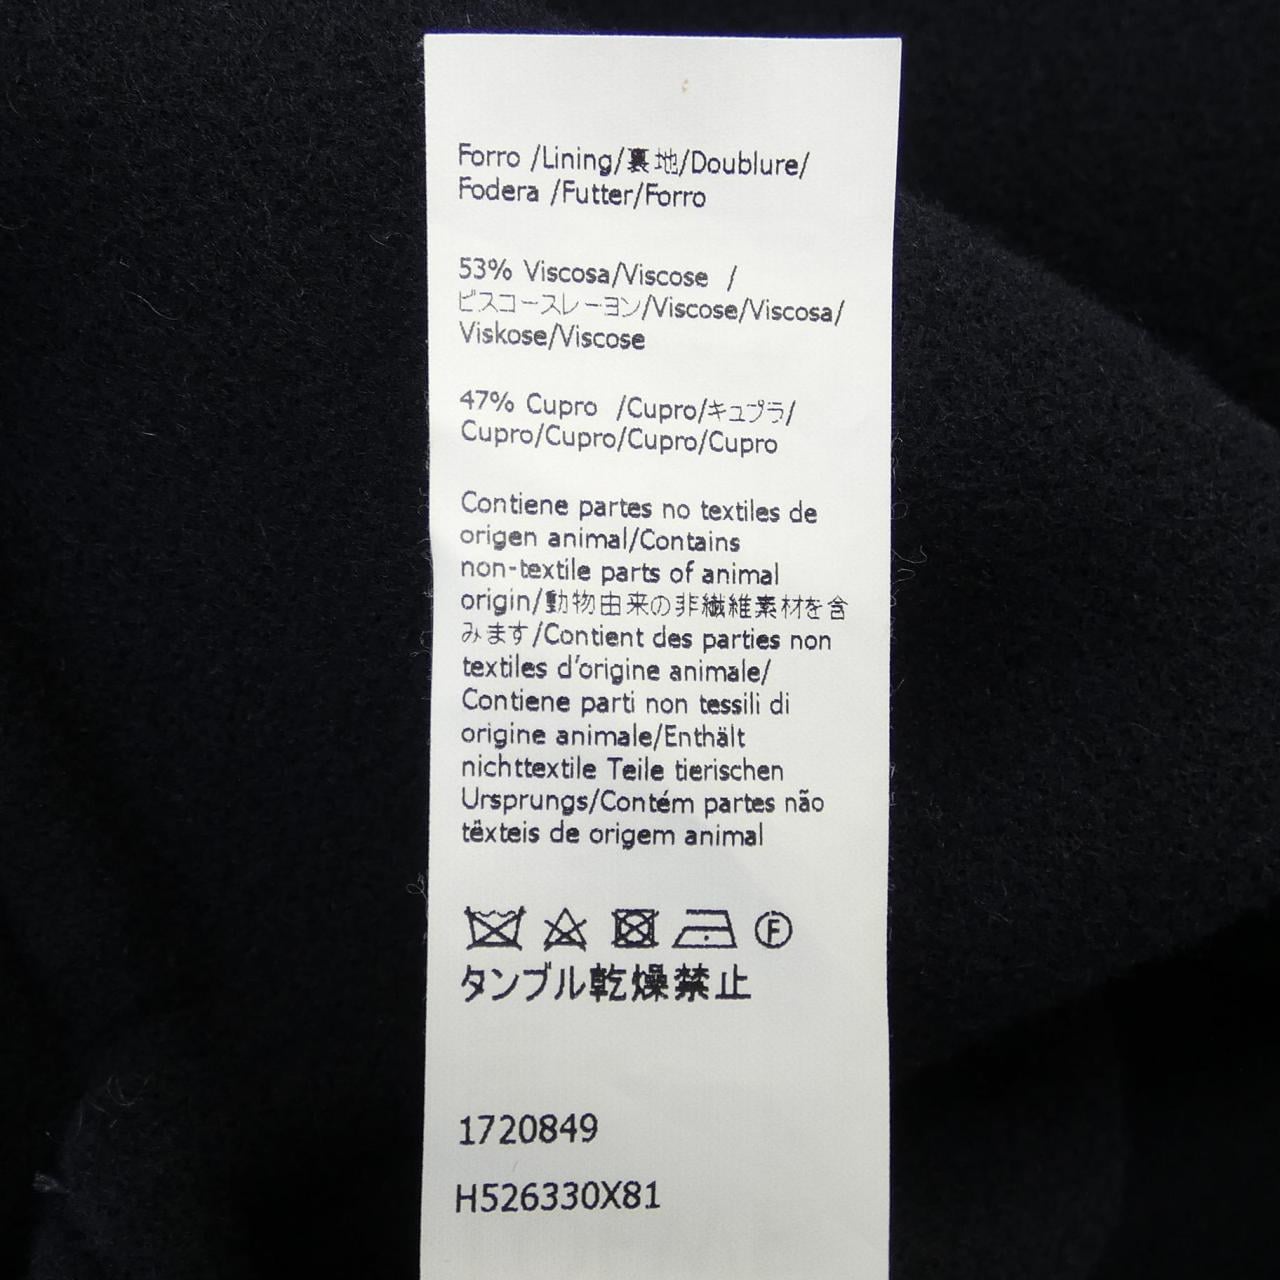 Forro /Lining/裏地/Doublure/
Fodera /Futter/Forro
53% Viscosa/Viscose /
ビスコースレーヨン/Viscose/Viscosa/
Viskose/Viscose
47% Cupro /Cupro/キュプラ/
Cupro/Cupro/Cupro/Cupro
Contiene partes no textiles de
origen animal/Contains
non-textile parts of animal
origin/動物由来の非繊維素材を含
みます/Contient des parties non
textiles d'origine animale/
Contiene parti non tessili di
origine animale/Enthält
nichttextile Teile tierischen
Ursprungs/Contém partes não
tëxteis de origem animal
F
タンブル乾燥禁止
1720849
H526330X81